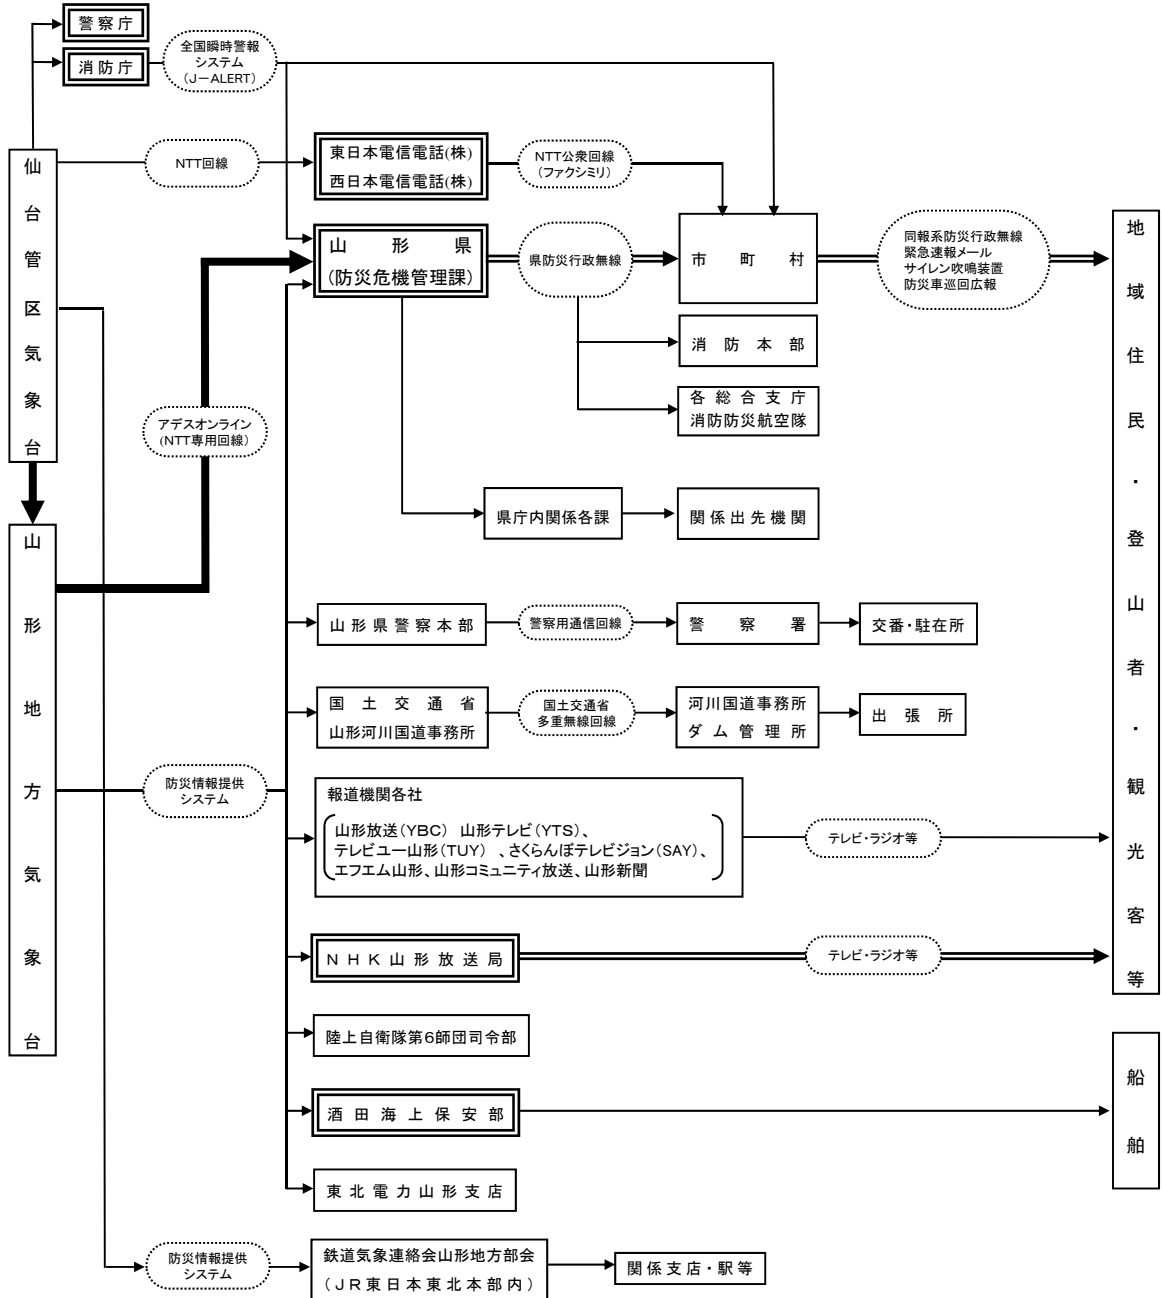 警察庁
消防庁
全国瞬時警報
システム
(J－ALERT)
仙台管区気象台
NTT回線
東日本電信電話(株)
西日本電信電話(株)
NTT公衆回線
(ファクシミリ)
山形県
(防災危機管理課)
県防災行政無線
市町村
同報系防災行政無線
緊急速報メール
サイレン吹鳴装置
防災車巡回広報
地域住民・登山者・観光客等
消防本部
各総合支庁
消防防災航空隊
アデスオンライン
(NTT専用回線)
県庁内関係各課
関係出先機関
山形地方気象台
山形県警察本部
警察用通信回線
警察署
交番・駐在所
国土交通省
山形河川国道事務所
国土交通省
多重無線回線
河川国道事務所
ダム管理所
出張所
防災情報提供
システム
報道機関各社
山形放送(YBC) 山形テレビ(YTS)、
テレビユー山形(TUY) 、さくらんぼテレビジョン(SAY)、
エフエム山形、山形コミュニティ放送、山形新聞
テレビ・ラジオ等
NHK山形放送局
テレビ・ラジオ等
陸上自衛隊第6師団司令部
酒田海上保安部
船舶
東北電力山形支店
防災情報提供
システム
鉄道気象連絡会山形地方部会
(JR東日本東北本部内)
関係支店・駅等